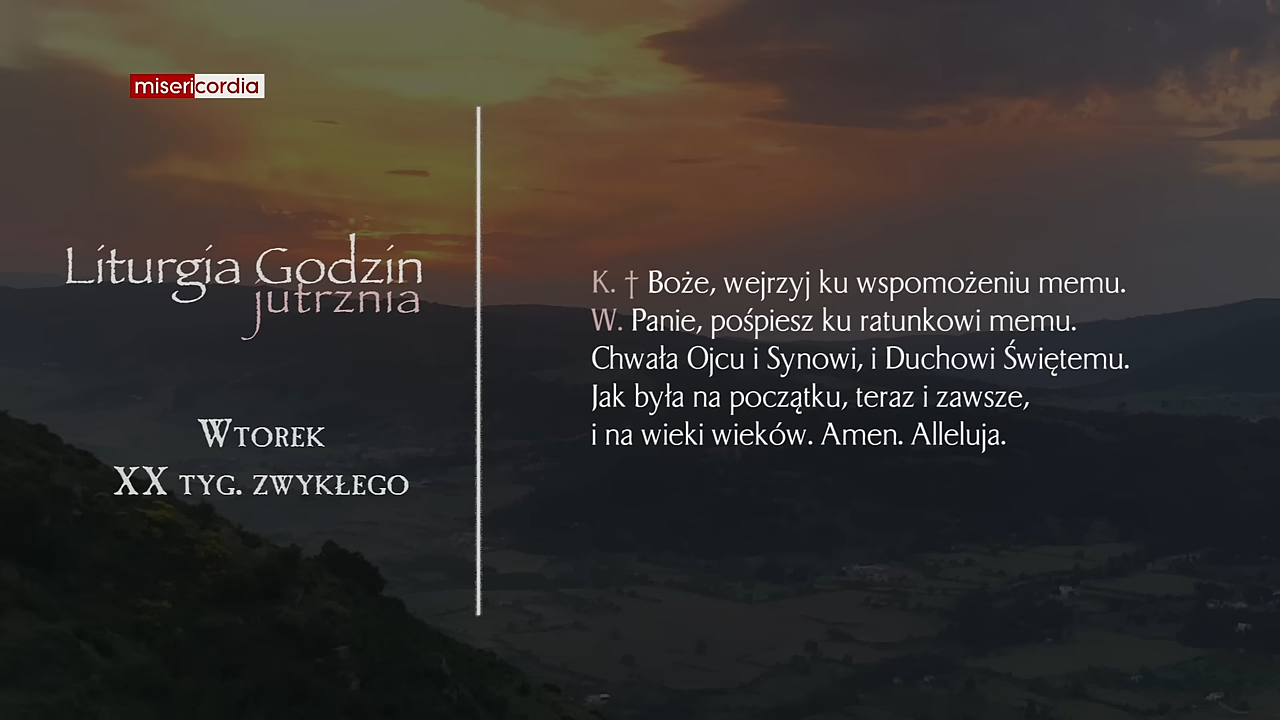 misericordia
Liturgia Godzin
jutrznia
Wtorek
XX tyg. zwykłego
K. † Boże, wejrzyj ku wspomożeniu memu.
W. Panie, pośpiesz ku ratunkowi memu.
Chwała Ojcu i Synowi, i Duchowi Świętemu.
Jak była na początku, teraz i zawsze,
i na wieki wieków. Amen. Alleluja.